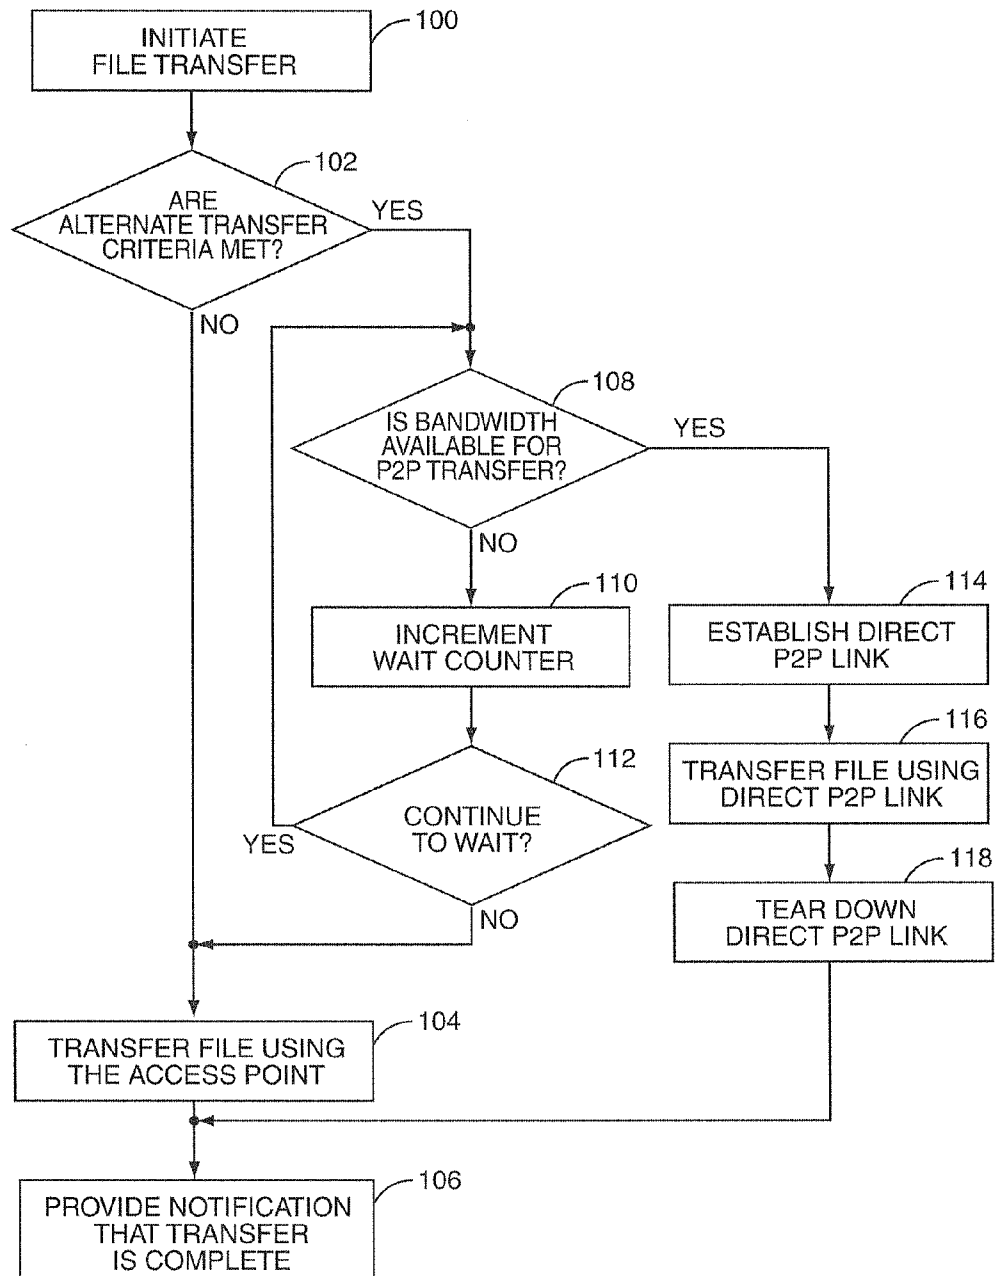 100
INITIATE
FILE TRANSFER
102
ARE
ALTERNATE TRANSFER
CRITERIA MET?
YES
NO
108
IS BANDWIDTH
AVAILABLE FOR
P2P TRANSFER?
YES
NO
110
INCREMENT
WAIT COUNTER
114
ESTABLISH DIRECT
P2P LINK
116
TRANSFER FILE USING
DIRECT P2P LINK
112
CONTINUE
TO WAIT?
YES
NO
118
TEAR DOWN
DIRECT P2P LINK
104
TRANSFER FILE USING
THE ACCESS POINT
106
PROVIDE NOTIFICATION
THAT TRANSFER
IS COMPLETE